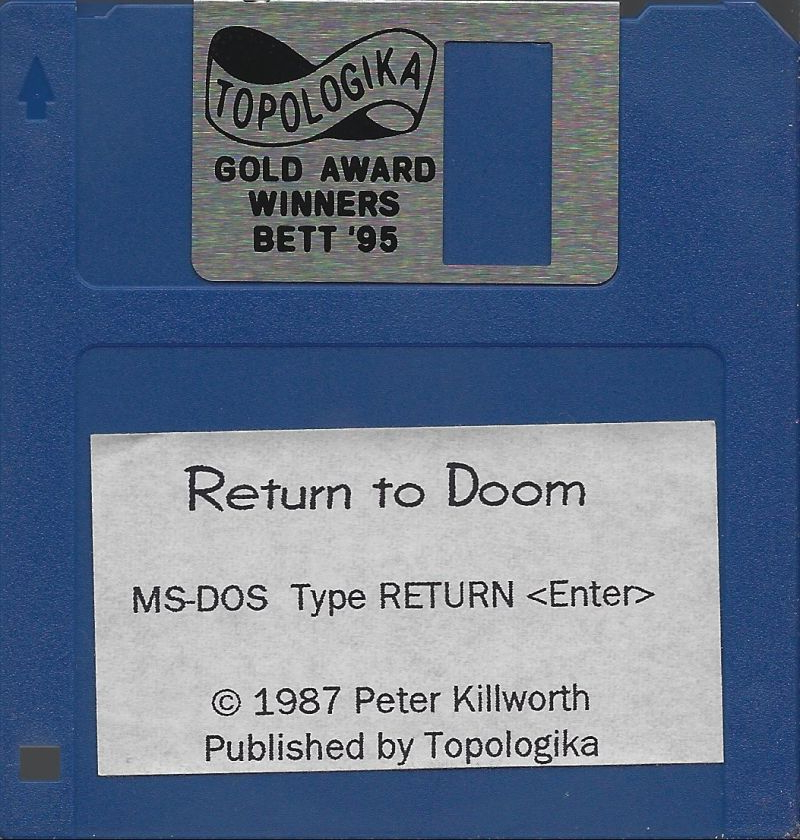 TOPOLOGIKA
GOLD AWARD
WINNERS
BETT '95
Return to Doom
MS-DOS Type RETURN <Enter>
© 1987 Peter Killworth
Published by Topologika